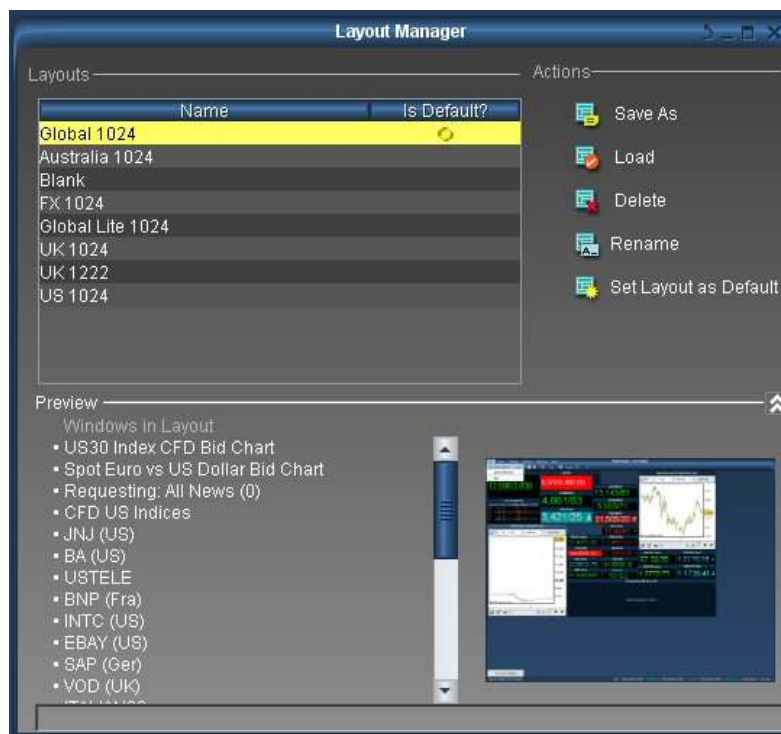 Layout Manager
Layouts
Actions
Name Is Default?
Global 1024
Australia 1024
Blank
FX 1024
Global Lite 1024
UK 1024
UK 1222
US 1024
Save As
Load
Delete
Rename
Set Layout as Default
Preview
Windows in Layout
▪ US30 Index CFD Bid Chart
▪ Spot Euro vs US Dollar Bid Chart
▪ Requesting: All News (0)
▪ CFD US Indices
▪ JNJ (US)
▪ BA (US)
▪ USTELE
▪ BNP (Fra)
▪ INTC (US)
▪ EBAY (US)
▪ SAP (Ger)
▪ VOD (UK)